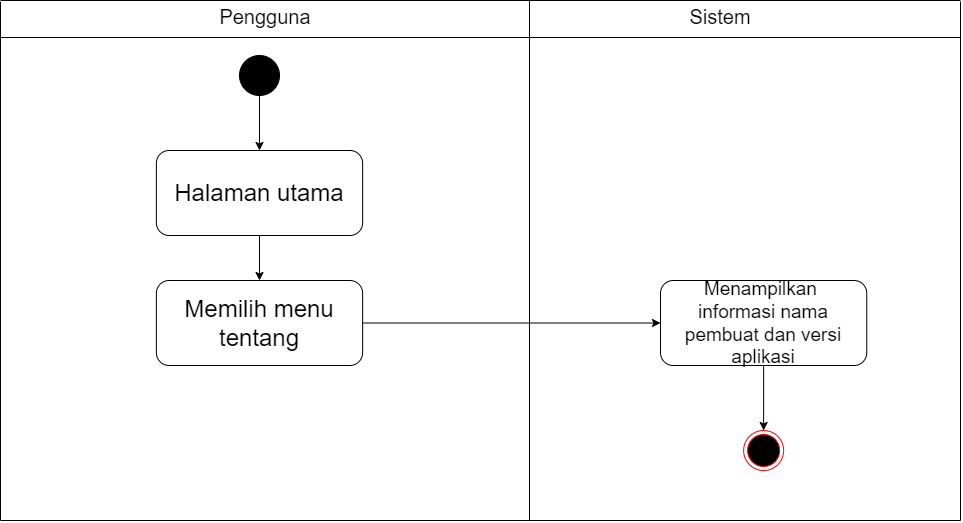 Pengguna
Sistem
Halaman utama
Memilih menu
tentang
Menampilkan
informasi nama
pembuat dan versi
aplikasi